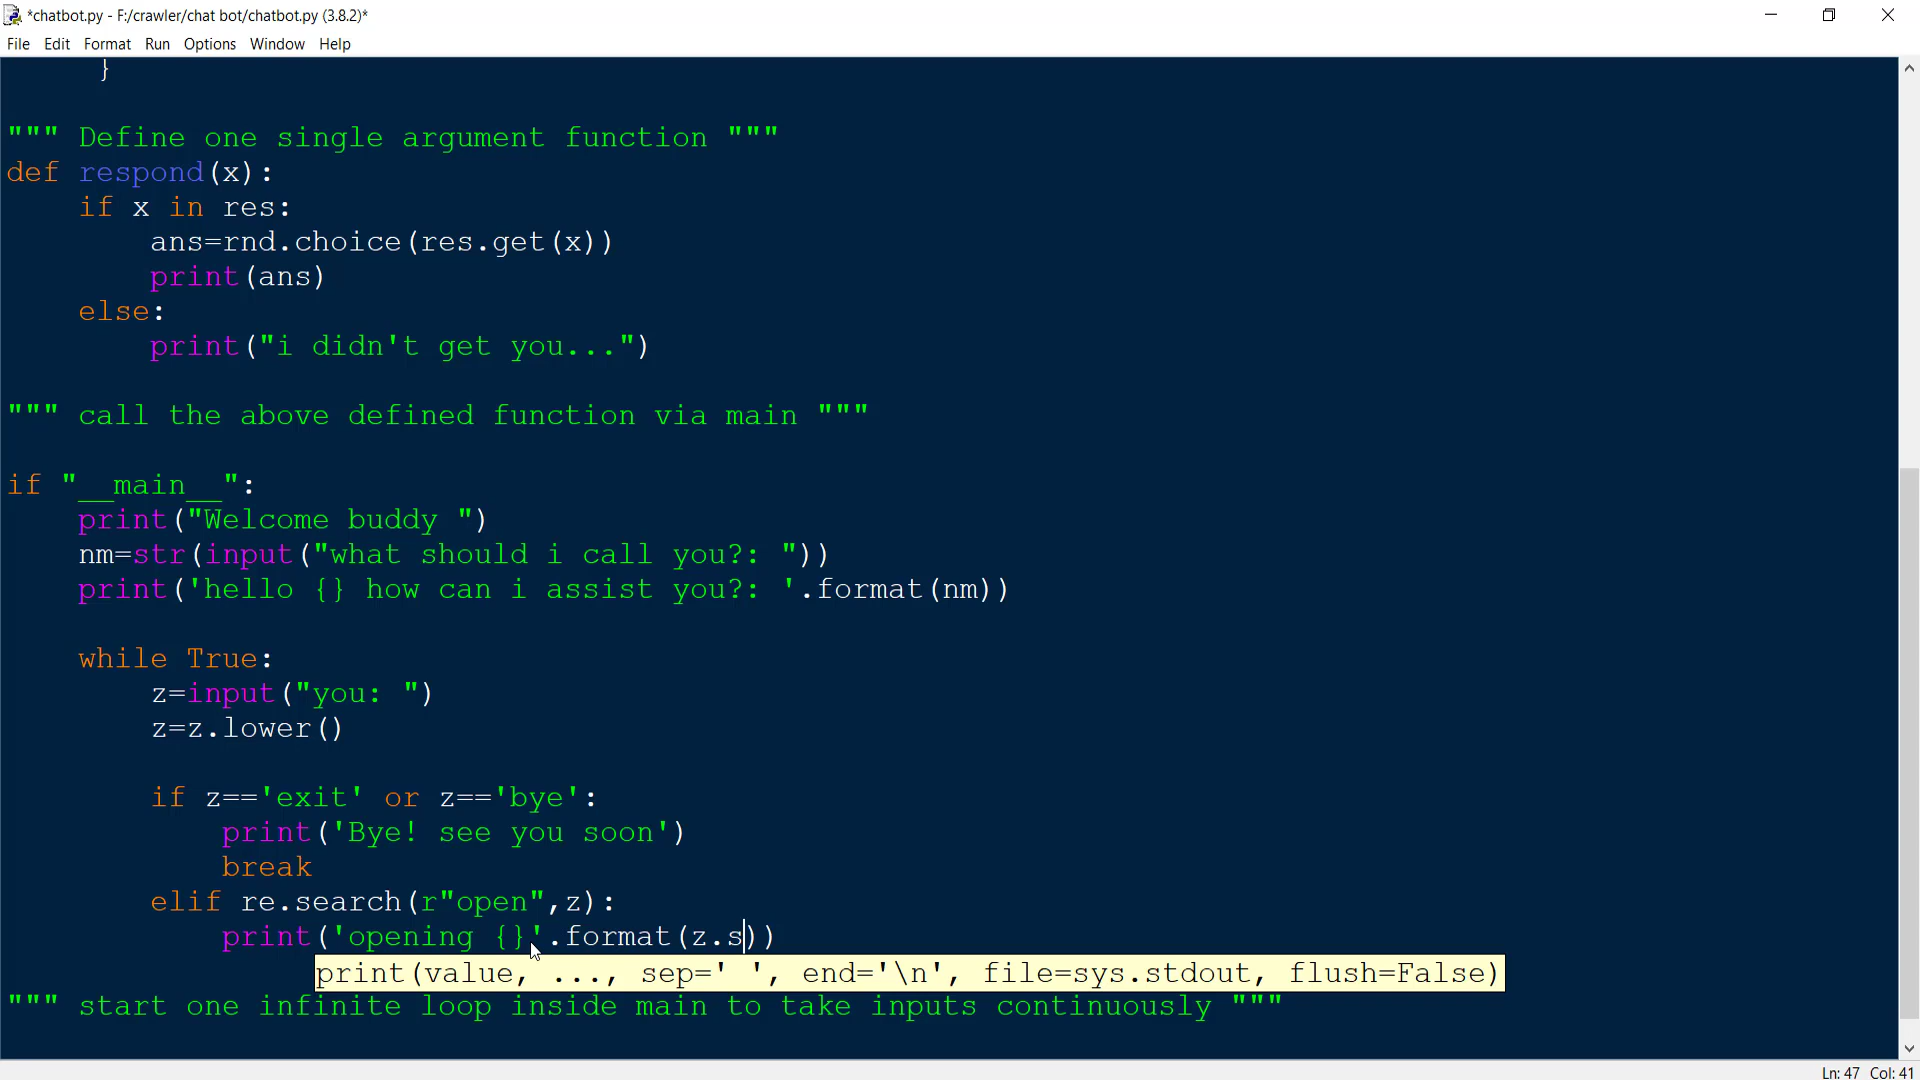 *chatbot.py - F:/crawler/chat bot/chatbot.py (3.8.2)*
File Edit Format Run Options Window Help
}
""" Define one single argument function """
def respond(x):
    if x in res:
        ans=rnd.choice(res.get(x))
        print(ans)
    else:
        print("i didn't get you...")
""" call the above defined function via main """
if "__main__":
    print("Welcome buddy ")
    nm=str(input("what should i call you?: "))
    print('hello {} how can i assist you?: '.format(nm))
    while True:
        z=input("you: ")
        z=z.lower()
        if z=='exit' or z=='bye':
            print('Bye! see you soon')
            break
        elif re.search(r"open",z):
            print('opening {}'.format(z.s))
print(value, ..., sep=' ', end='\n', file=sys.stdout, flush=False)
""" start one infinite loop inside main to take inputs continuously """
Ln: 47 Col: 41